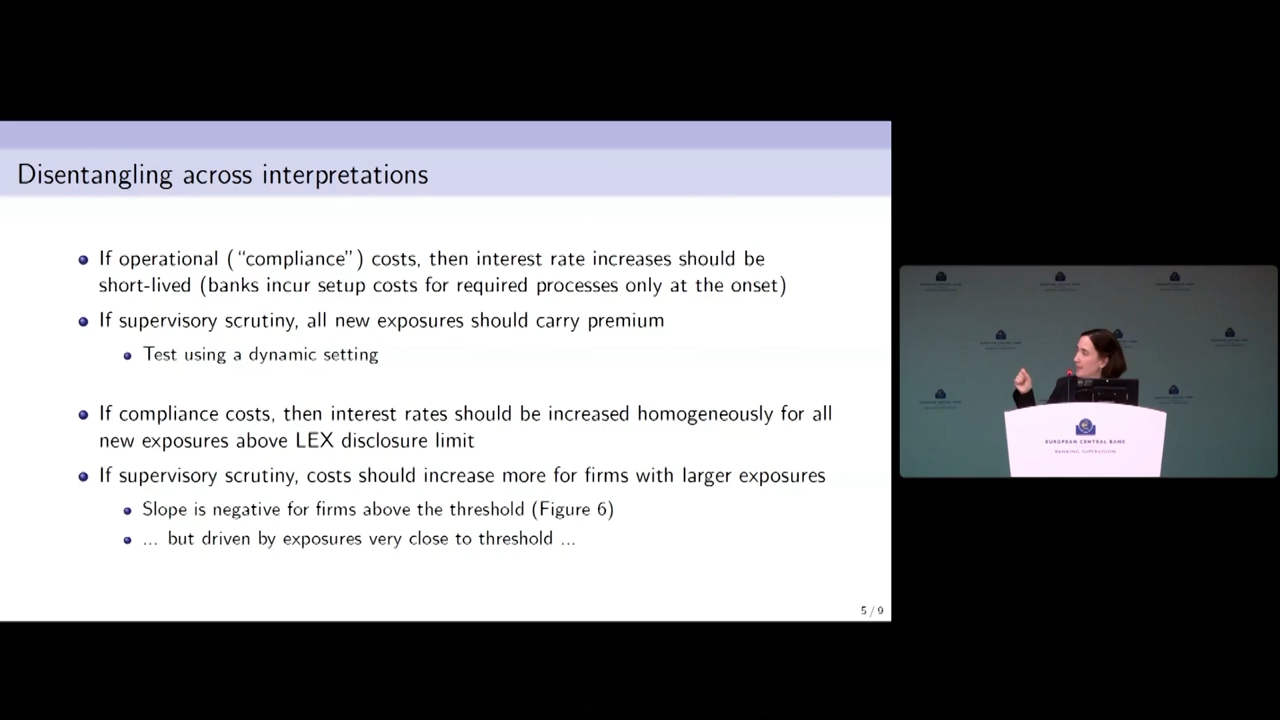 Disentangling across interpretations
If operational (“compliance”) costs, then interest rate increases should be
short-lived (banks incur setup costs for required processes only at the onset)
If supervisory scrutiny, all new exposures should carry premium
Test using a dynamic setting
If compliance costs, then interest rates should be increased homogeneously for all
new exposures above LEX disclosure limit
If supervisory scrutiny, costs should increase more for firms with larger exposures
Slope is negative for firms above the threshold (Figure 6)
... but driven by exposures very close to threshold ...
5 / 9
EUROPEAN CENTRAL BANK
BANKING SUPERVISION